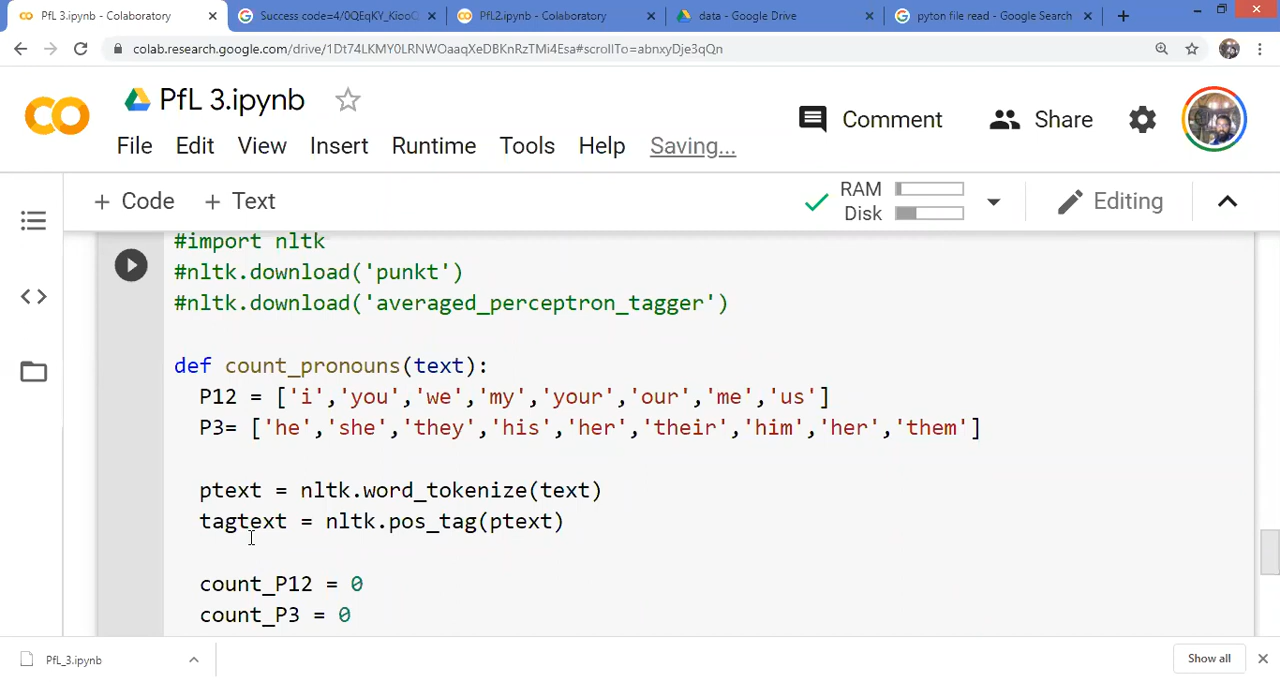 PfL 3.ipynb - Colaboratory
Success code=4/0QEqKY_KiooC
PfL2.ipynb - Colaboratory
data - Google Drive
pyton file read - Google Search
colab.research.google.com/drive/1Dt74LKMY0LRNWOaaqXeDBKnRzTMi4Esa#scrollTo=abnxyDje3qQn
PfL 3.ipynb
Comment
Share
File Edit View Insert Runtime Tools Help Saving...
+ Code + Text
RAM
Disk
Editing
#import nltk
#nltk.download('punkt')
#nltk.download('averaged_perceptron_tagger')
def count_pronouns(text):
P12 = ['i','you','we','my','your','our','me','us']
P3= ['he','she','they','his','her','their','him','her','them']
ptext = nltk.word_tokenize(text)
tagtext = nltk.pos_tag(ptext)
count_P12 = 0
count_P3 = 0
PfL_3.ipynb
Show all